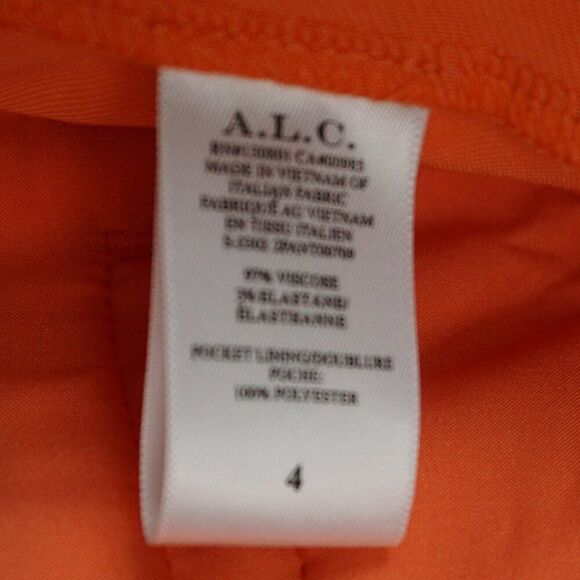 A.L.C.
MADE IN VIETNAM OF
ITALIAN FABRIC
FABRIQUÉ AU VIETNAM
EN TISSU ITALIEN
97% VISCOSE
3% ELASTANE/
ÉLASTHANNE
POCKET LINING/DOUBLURE
POCHE:
100% POLYESTER
4